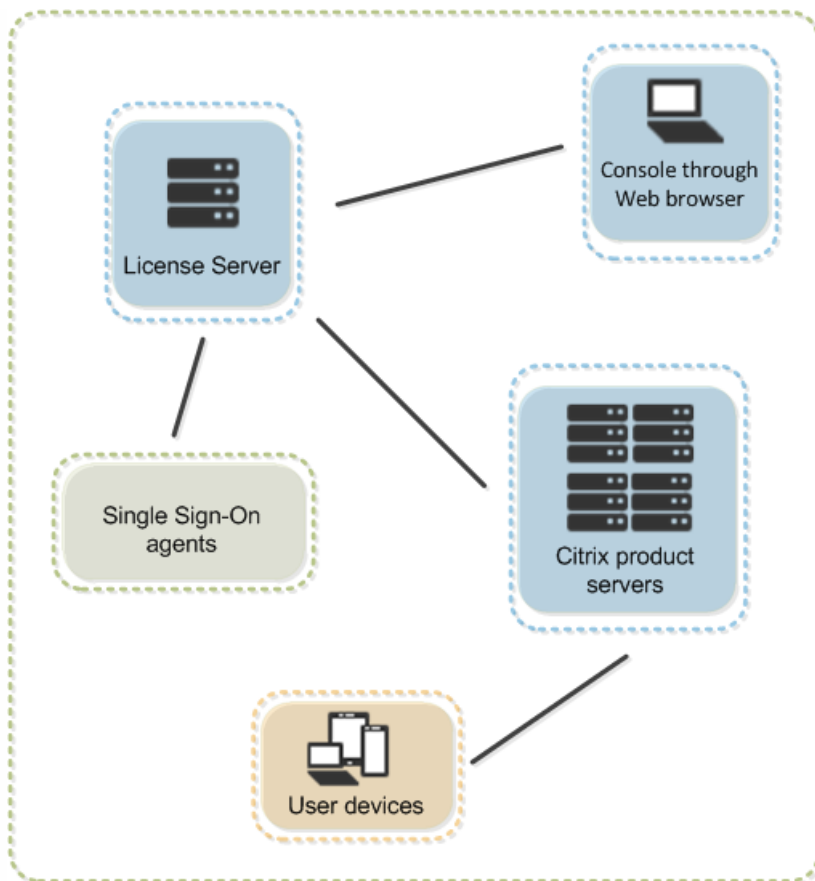 Console through
Web browser
License Server
Single Sign-On
agents
Citrix product
servers
User devices